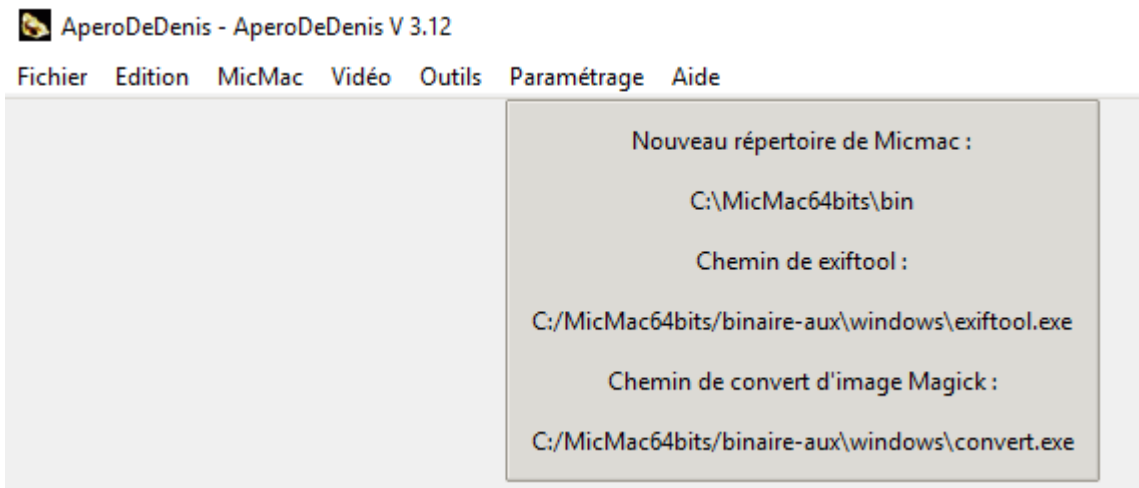 AperoDeDenis - AperoDeDenis V 3.12
Fichier Edition MicMac Vidéo Outils Paramétrage Aide
Nouveau répertoire de Micmac :
C:\MicMac64bits\bin
Chemin de exiftool :
C:/MicMac64bits/binaire-aux\windows\exiftool.exe
Chemin de convert d'image Magick :
C:/MicMac64bits/binaire-aux\windows\convert.exe